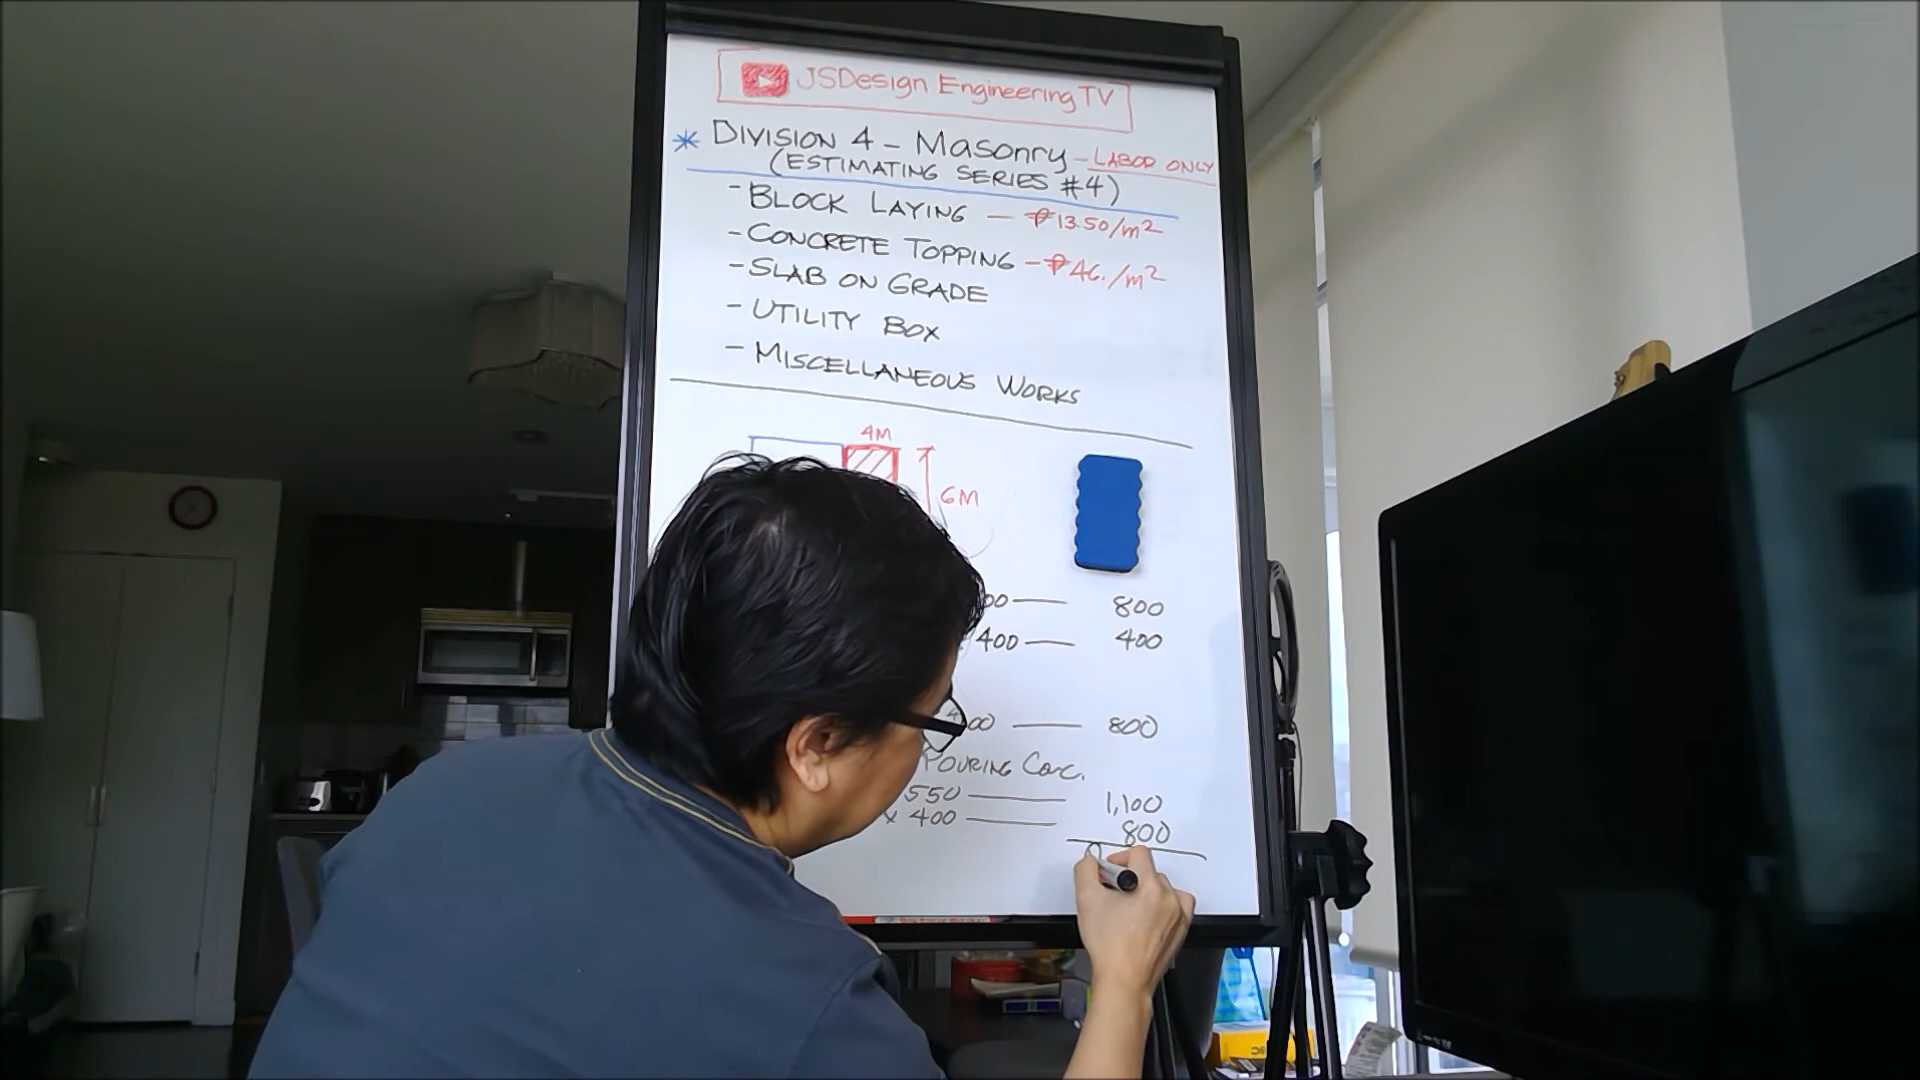 JSDesign Engineering TV
* DIVISION 4 - Masonry - LABOR ONLY
(ESTIMATING SERIES #4)
- BLOCK LAYING — ₱13.50/m²
- CONCRETE TOPPING - ₱46./m²
- SLAB ON GRADE
- UTILITY BOX
- MISCELLANEOUS WORKS
4M
6M
00 — 800
400 — 400
400 — 800
POURING CONC.
550 — 1,100
x 400 — 800